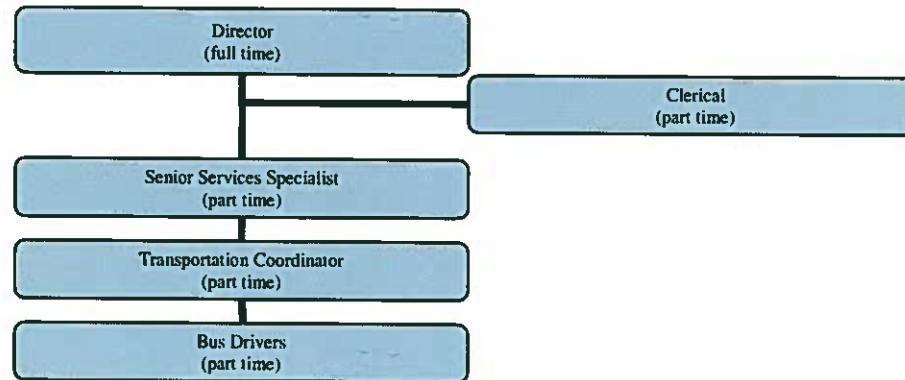 Director
(full time)
Clerical
(part time)
Senior Services Specialist
(part time)
Transportation Coordinator
(part time)
Bus Drivers
(part time)